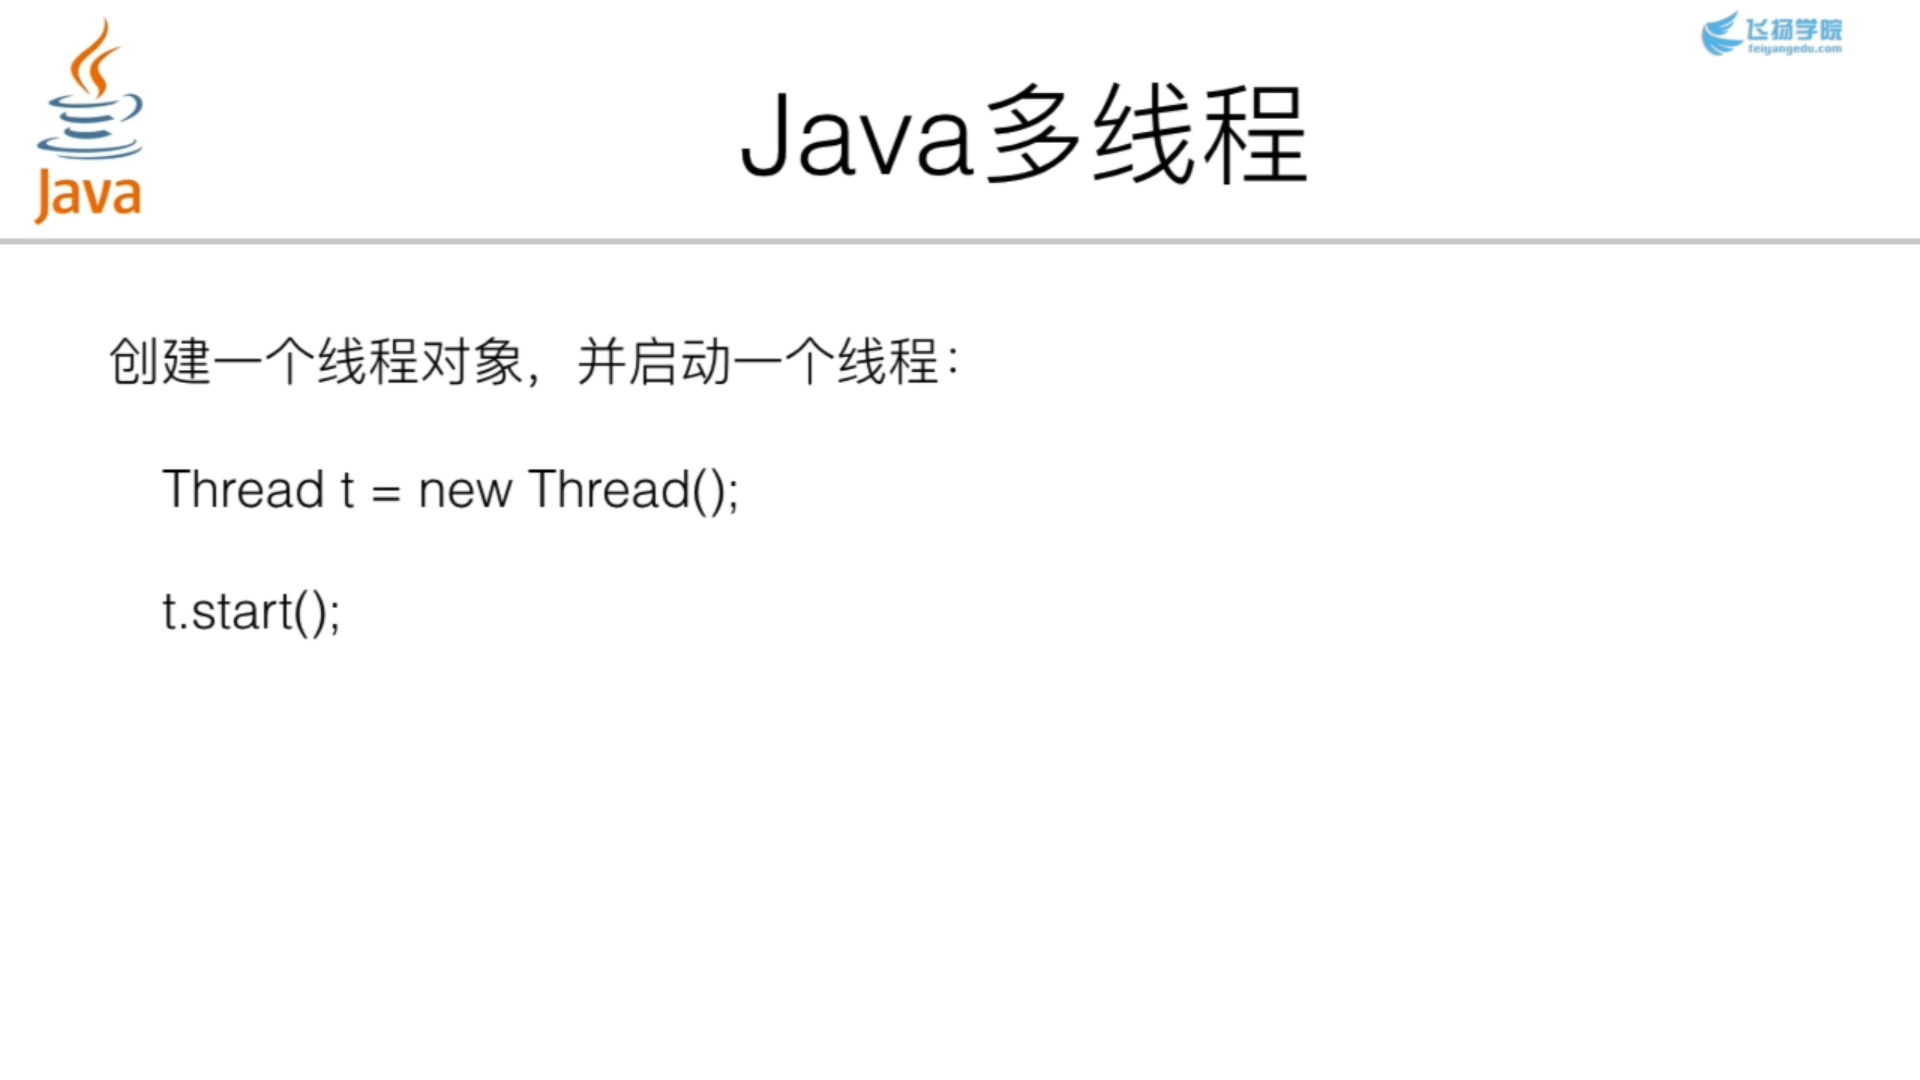 Java
飞扬学院
feiyangedu.com
Java多线程
创建一个线程对象，并启动一个线程：
Thread t = new Thread();
t.start();